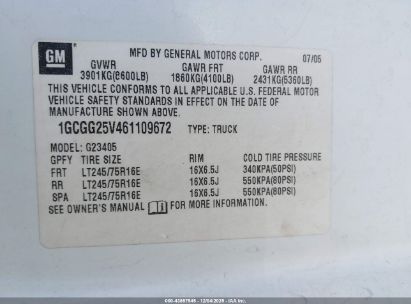 GM
MFD BY GENERAL MOTORS CORP. 07/05
GVWR GAWR FRT GAWR RR
3901KG(8600LB) 1860KG(4100LB) 2431KG(5360LB)
THIS VEHICLE CONFORMS TO ALL APPLICABLE U.S. FEDERAL MOTOR
VEHICLE SAFETY STANDARDS IN EFFECT ON THE DATE OF
MANUFACTURE SHOWN ABOVE.
1GCGG25V461109672 TYPE: TRUCK
MODEL: G23405
GPFY TIRE SIZE RIM COLD TIRE PRESSURE
FRT LT245/75R16E 16X6.5J 340KPA(50PSI)
RR LT245/75R16E 16X6.5J 550KPA(80PSI)
SPA LT245/75R16E 16X6.5J 550KPA(80PSI)
SEE OWNER'S MANUAL FOR MORE INFORMATION